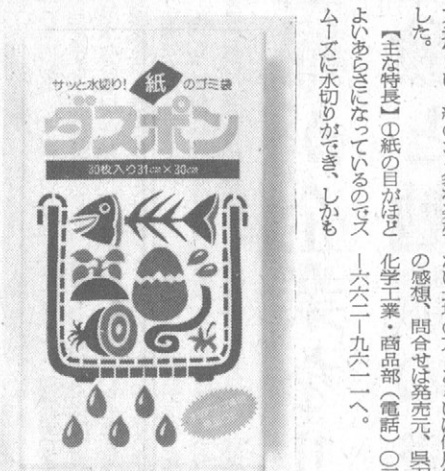 サッと水切り! 紙 のゴミ袋
ダスポン
30枚入り31cm×30cm
した。
【主な特長】①紙の目がほど
よいあらさになっているのでス
ムーズに水切りができ、しかも
の感想、問合せは発売元、県
化学工業・商品部(電話)〇
ー六六二ー九六一一へ。